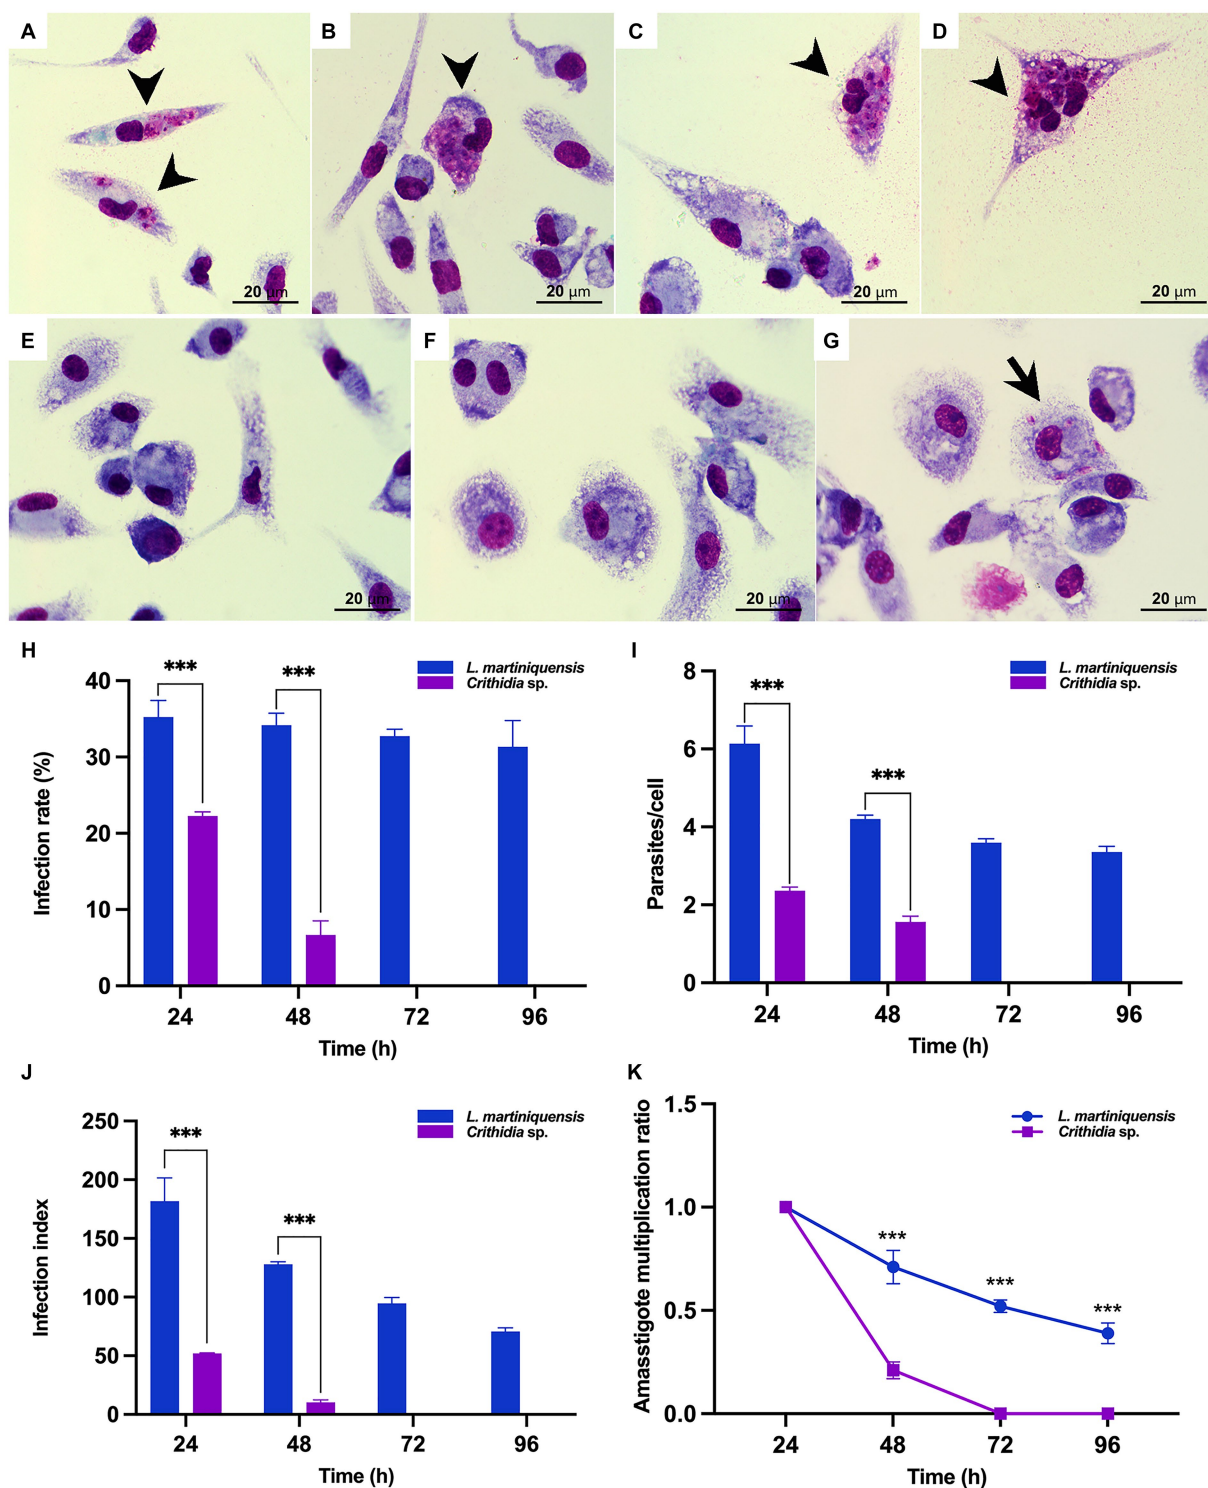 A
B
C
D
20 μm
20 μm
20 μm
20 μm
E
F
G
20 μm
20 μm
20 μm
H
L. martiniquensis
Crithidia sp.
***
***
Infection rate (%)
40
30
20
10
0
24
48
72
96
Time (h)
I
L. martiniquensis
Crithidia sp.
***
***
Parasites/cell
8
6
4
2
0
24
48
72
96
Time (h)
J
L. martiniquensis
Crithidia sp.
***
***
Infection index
250
200
150
100
50
0
24
48
72
96
Time (h)
K
L. martiniquensis
Crithidia sp.
***
***
***
Amasstigote multiplication ratio
1.5
1.0
0.5
0.0
24
48
72
96
Time (h)